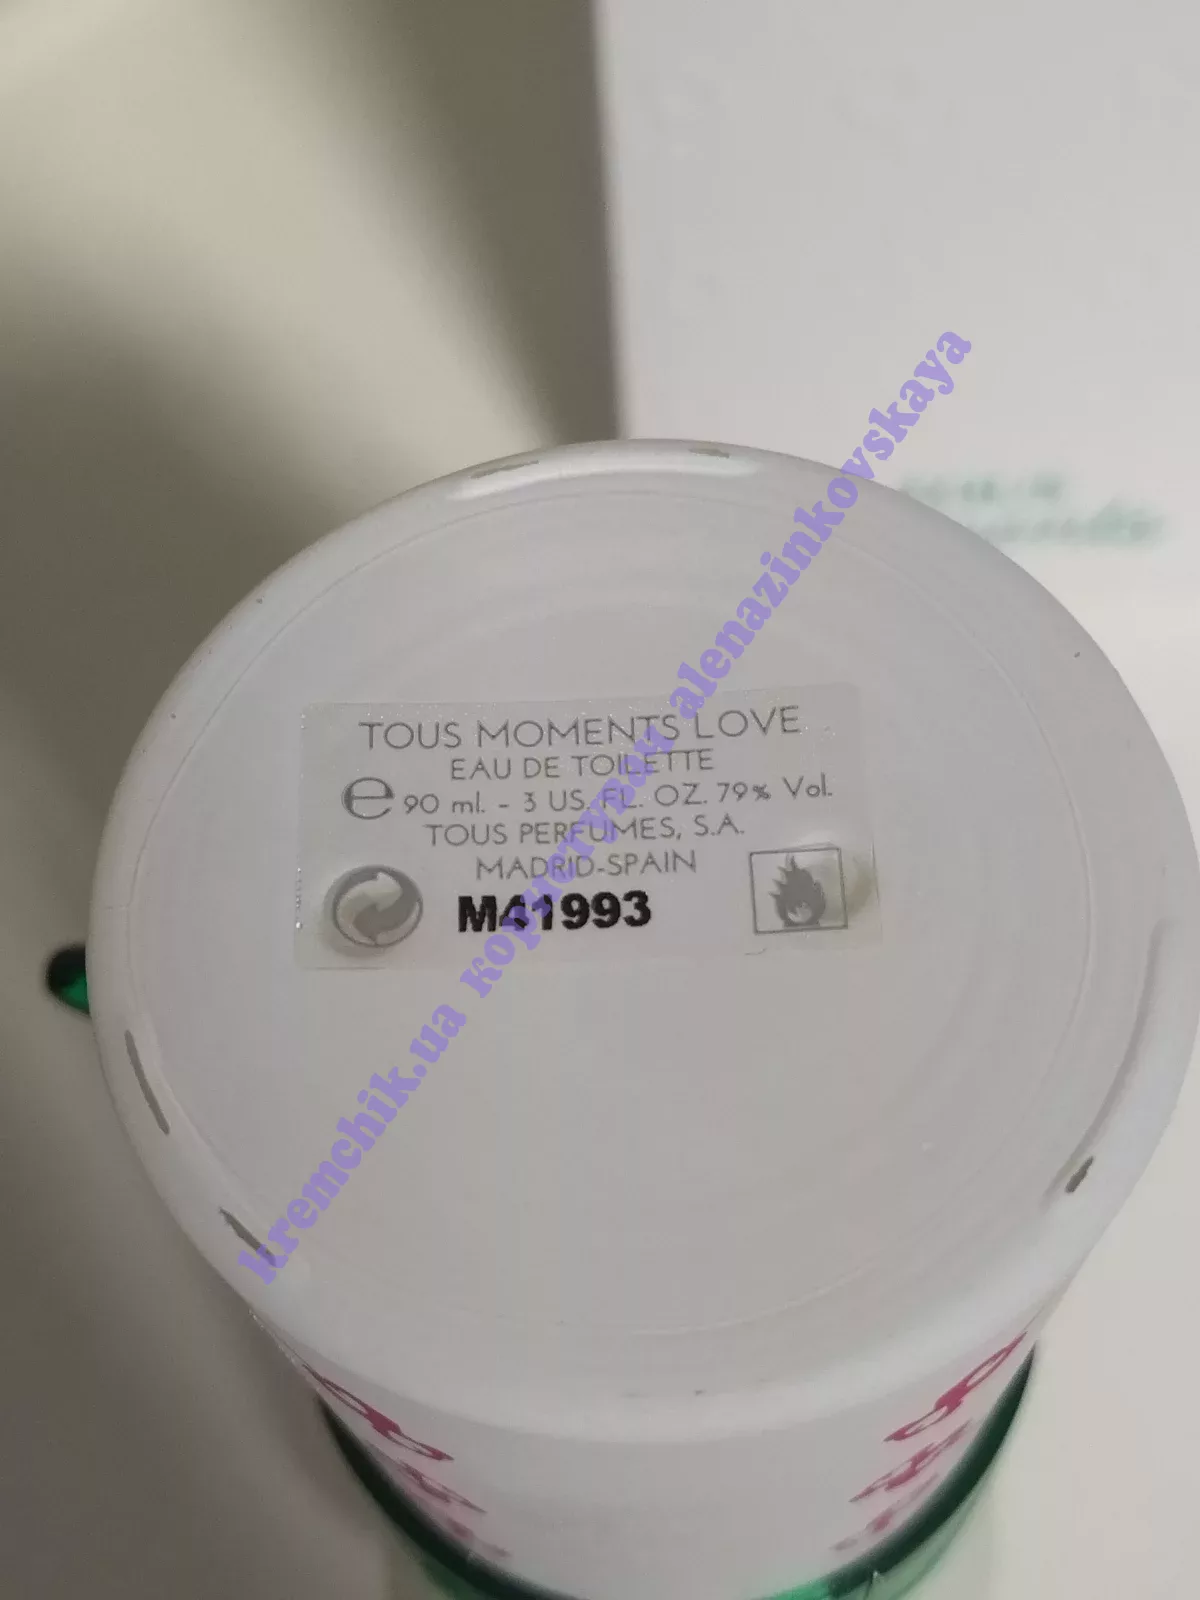 TOUS MOMENTS LOVE
EAU DE TOILETTE
℮ 90 ml. - 3 US. FL. OZ. 79% Vol.
TOUS PERFUMES, S.A.
MADRID-SPAIN
M41993
kremchik.ua користувач alenazinkovskaya